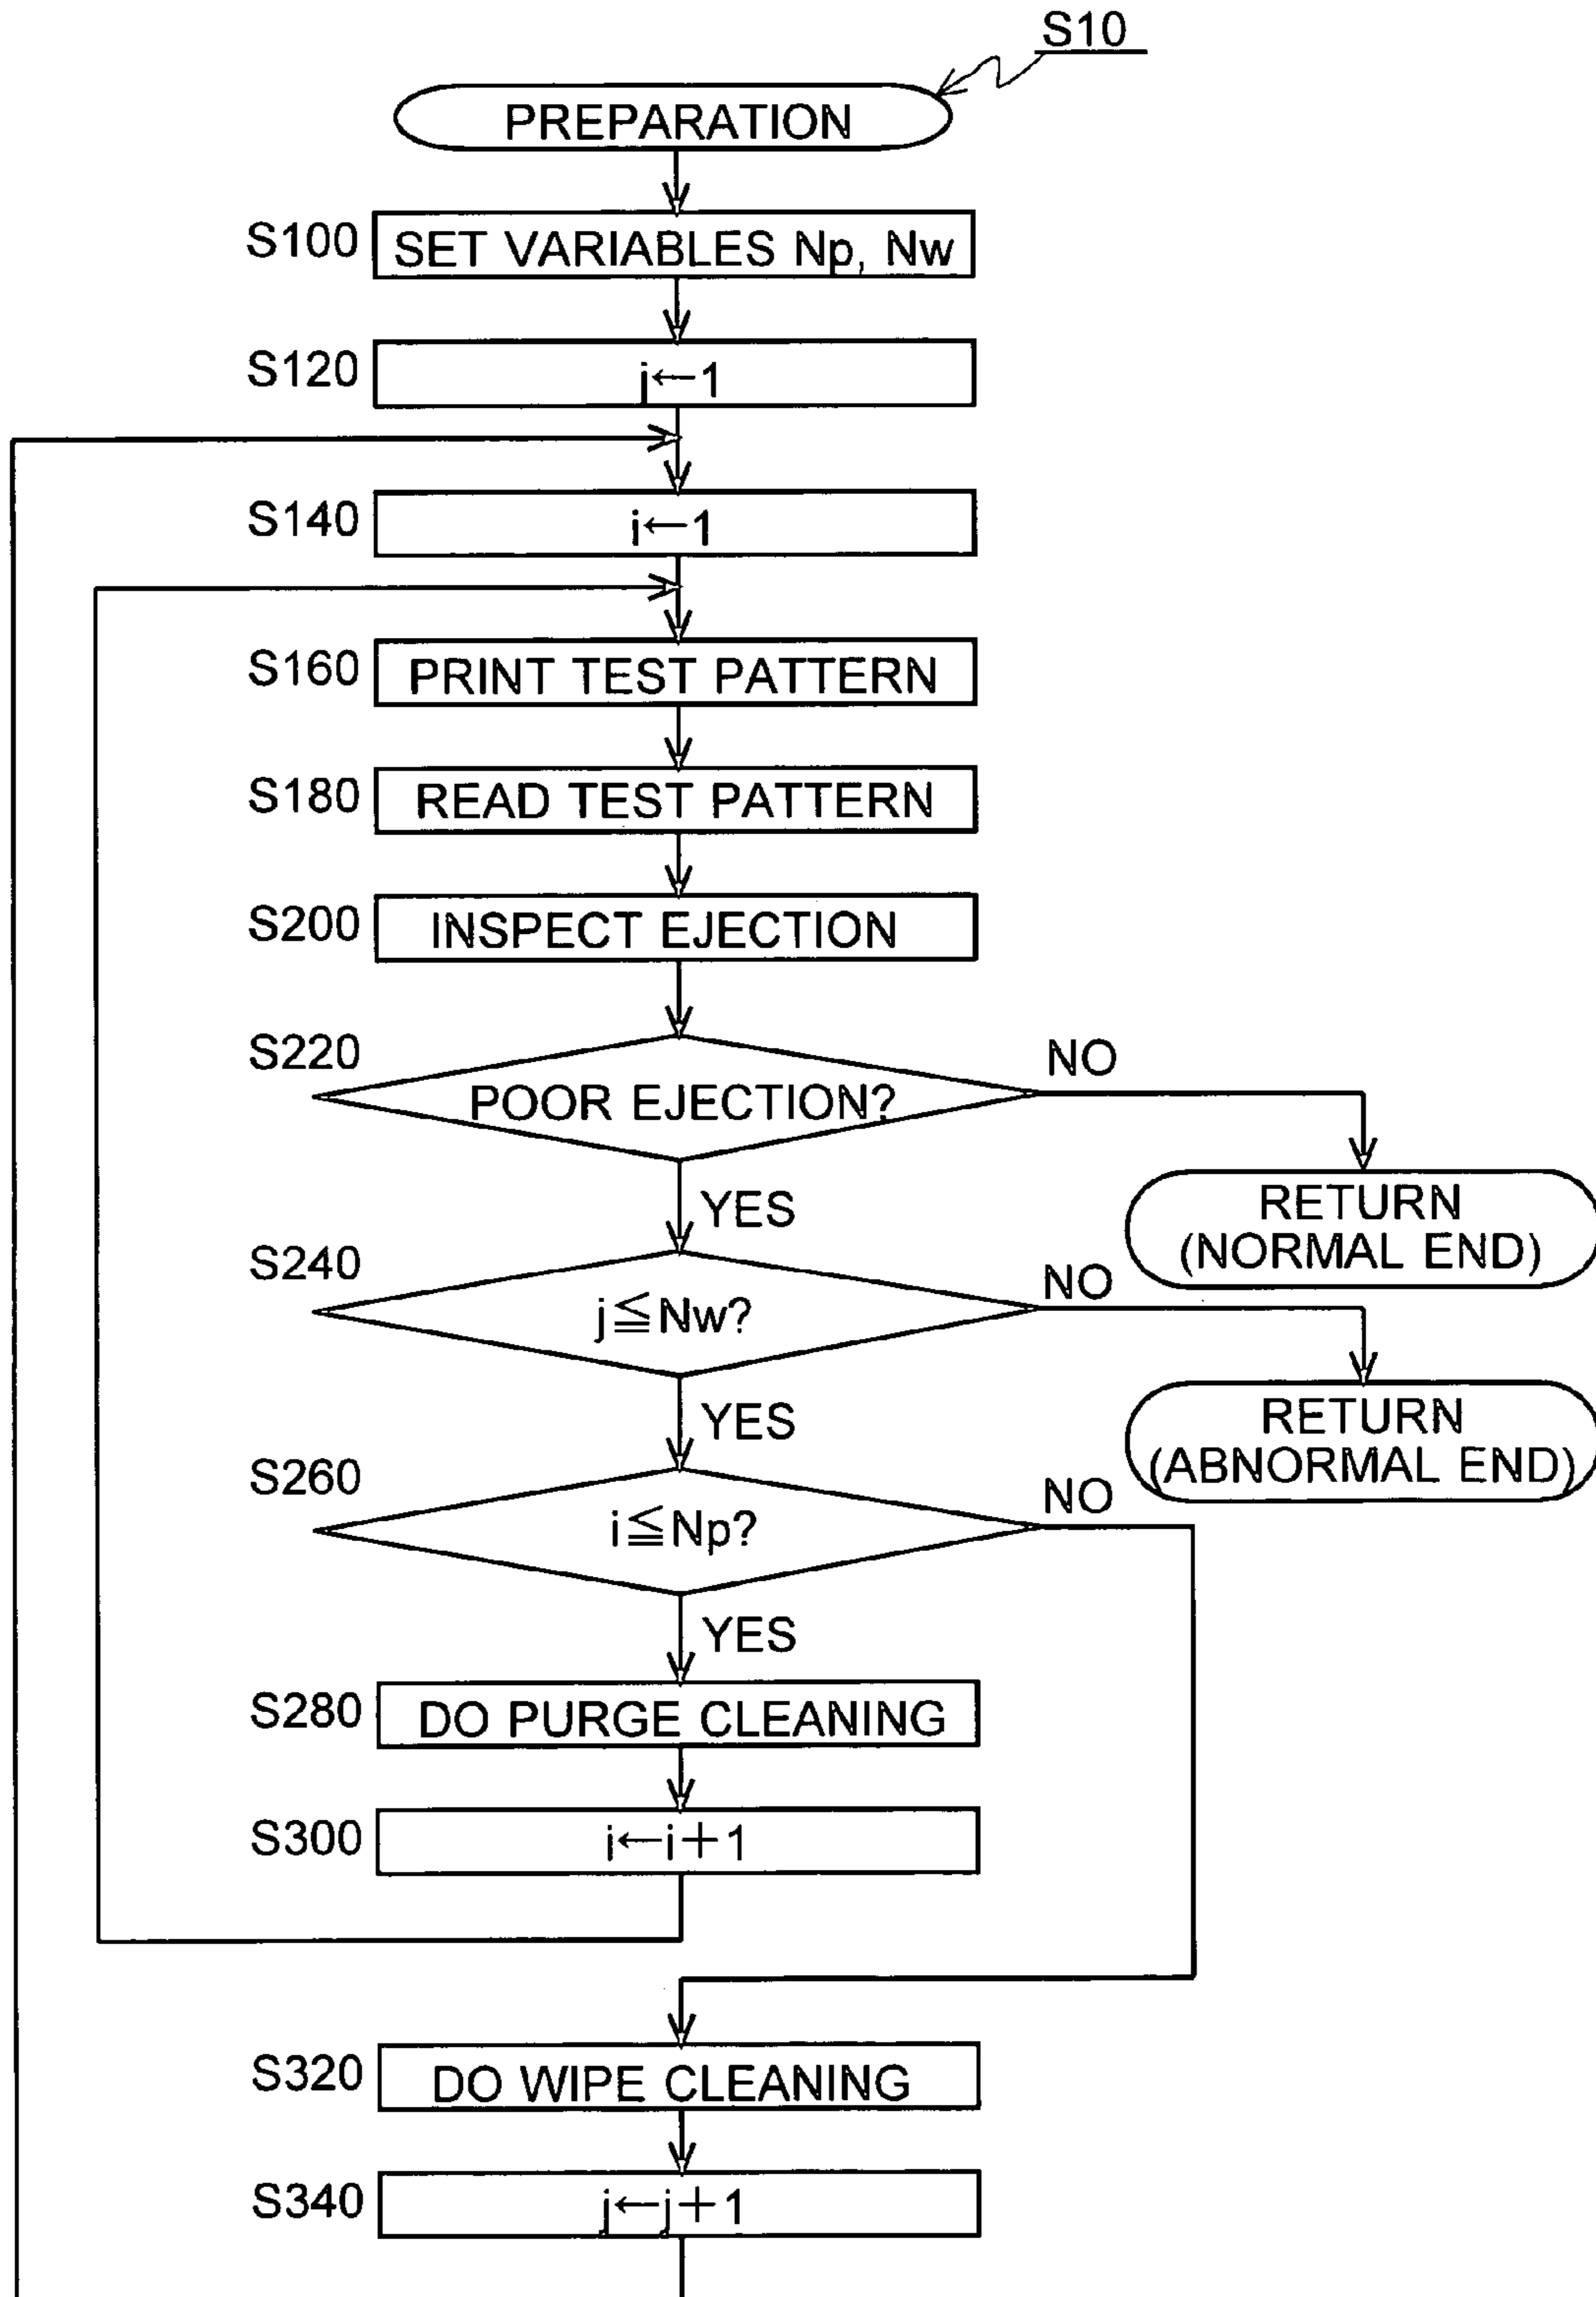 S10
PREPARATION
S100
SET VARIABLES Np, Nw
S120
j←1
S140
i←1
S160
PRINT TEST PATTERN
S180
READ TEST PATTERN
S200
INSPECT EJECTION
S220
POOR EJECTION?
NO
YES
RETURN
(NORMAL END)
S240
j≦Nw?
NO
YES
RETURN
(ABNORMAL END)
S260
i≦Np?
NO
YES
S280
DO PURGE CLEANING
S300
i←i+1
S320
DO WIPE CLEANING
S340
j←j+1